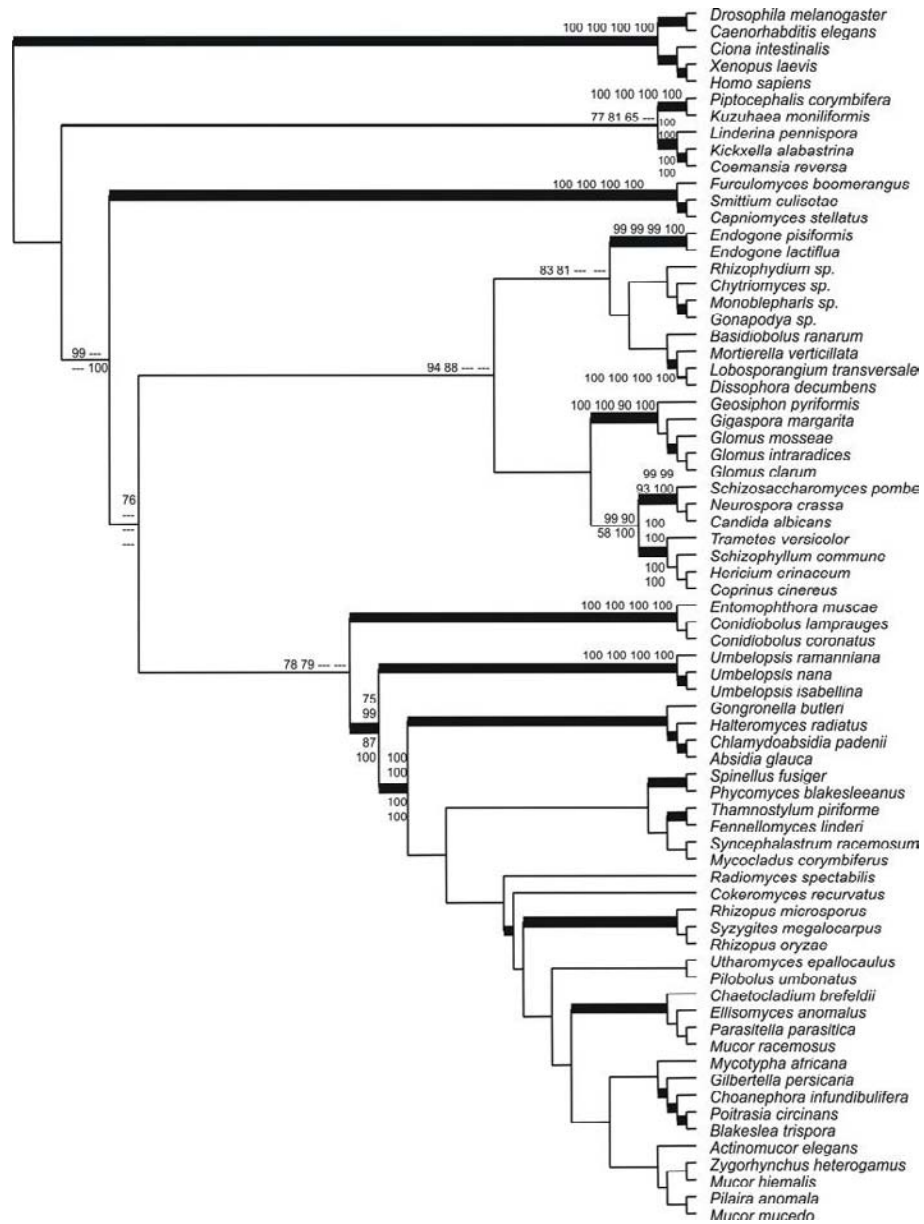 Drosophila melanogaster
100 100 100 100
Caenorhabditis elegans
Ciona intestinalis
Xenopus laevis
Homo sapiens
100 100 100 100
Piptocephalis corymbifera
Kuzuhaea moniliformis
77 81 65 ---
100
100
Linderina pennispora
Kickxella alabastrina
100
100
Coemansia reversa
100 100 100 100
Furculomyces boomerangus
Smittium culisetae
Capniomyces stellatus
99 99 99 100
Endogone pisiformis
Endogone lactiflua
83 81 --- ---
Rhizophydium sp.
Chytriomyces sp.
Monoblepharis sp.
Gonapodya sp.
Basidiobolus ranarum
99 ---
--- 100
Mortierella verticillata
94 88 --- ---
Lobosporangium transversale
100 100 100 100
Dissophora decumbens
100 100 90 100
Geosiphon pyriformis
Gigaspora margarita
Glomus mosseae
Glomus intraradices
Glomus clarum
99 99
93 100
Schizosaccharomyces pombe
76
---
---
---
Neurospora crassa
99 90
58 100
Candida albicans
100
100
Trametes versicolor
Schizophyllum commune
100
100
Hericium erinaceum
Coprinus cinereus
100 100 100 100
Entomophthora muscae
Conidiobolus lamprauges
Conidiobolus coronatus
78 79 --- ---
100 100 100 100
Umbelopsis ramanniana
Umbelopsis nana
Umbelopsis isabellina
75
99
Gongronella butleri
Halteromyces radiatus
87
100
Chlamydoabsidia padenii
100
100
Absidia glauca
Spinellus fusiger
Phycomyces blakesleeanus
100
100
Thamnostylum piriforme
Fennellomyces linderi
Syncephalastrum racemosum
Mycocladus corymbiferus
Radiomyces spectabilis
Cokeromyces recurvatus
Rhizopus microsporus
Syzygites megalocarpus
Rhizopus oryzae
Utharomyces epallocaulus
Pilobolus umbonatus
Chaetocladium brefeldii
Ellisomyces anomalus
Parasitella parasitica
Mucor racemosus
Mycotypha africana
Gilbertella persicaria
Choanephora infundibulifera
Poitrasia circinans
Blakeslea trispora
Actinomucor elegans
Zygorhynchus heterogamus
Mucor hiemalis
Pilaira anomala
Mucor mucedo